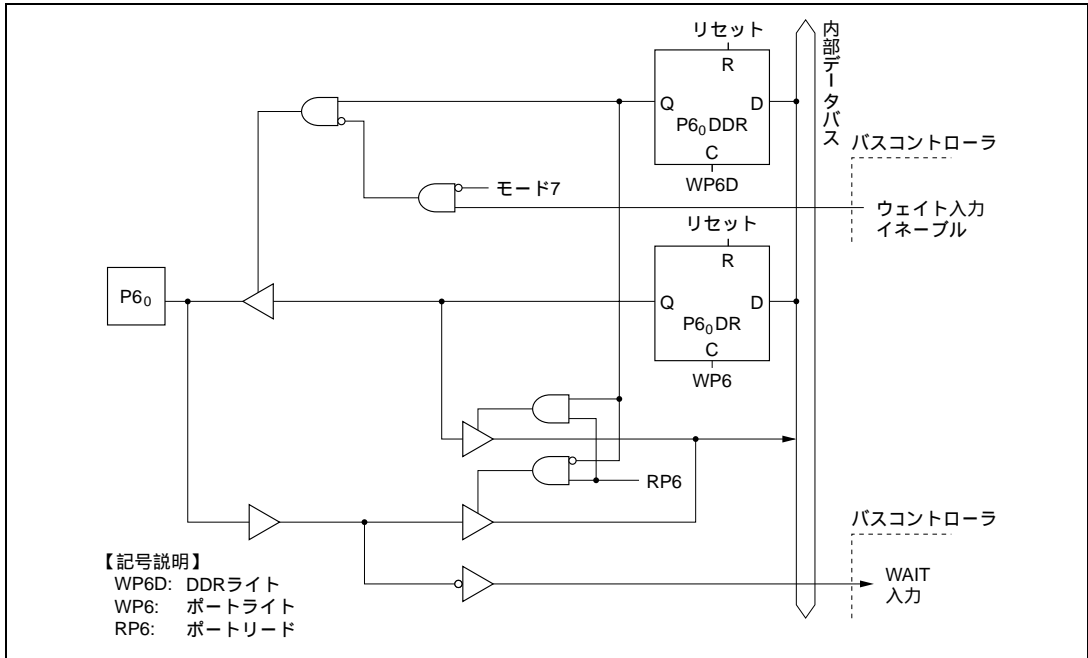 リセット
R
Q
D
P6₀DDR
C
WP6D
内部データバス
バスコントローラ
モード7
ウェイト入力
イネーブル
リセット
R
Q
D
P6₀DR
C
WP6
P6₀
RP6
バスコントローラ
WAIT
入力
【記号説明】
WP6D: DDRライト
WP6: ポートライト
RP6: ポートリード